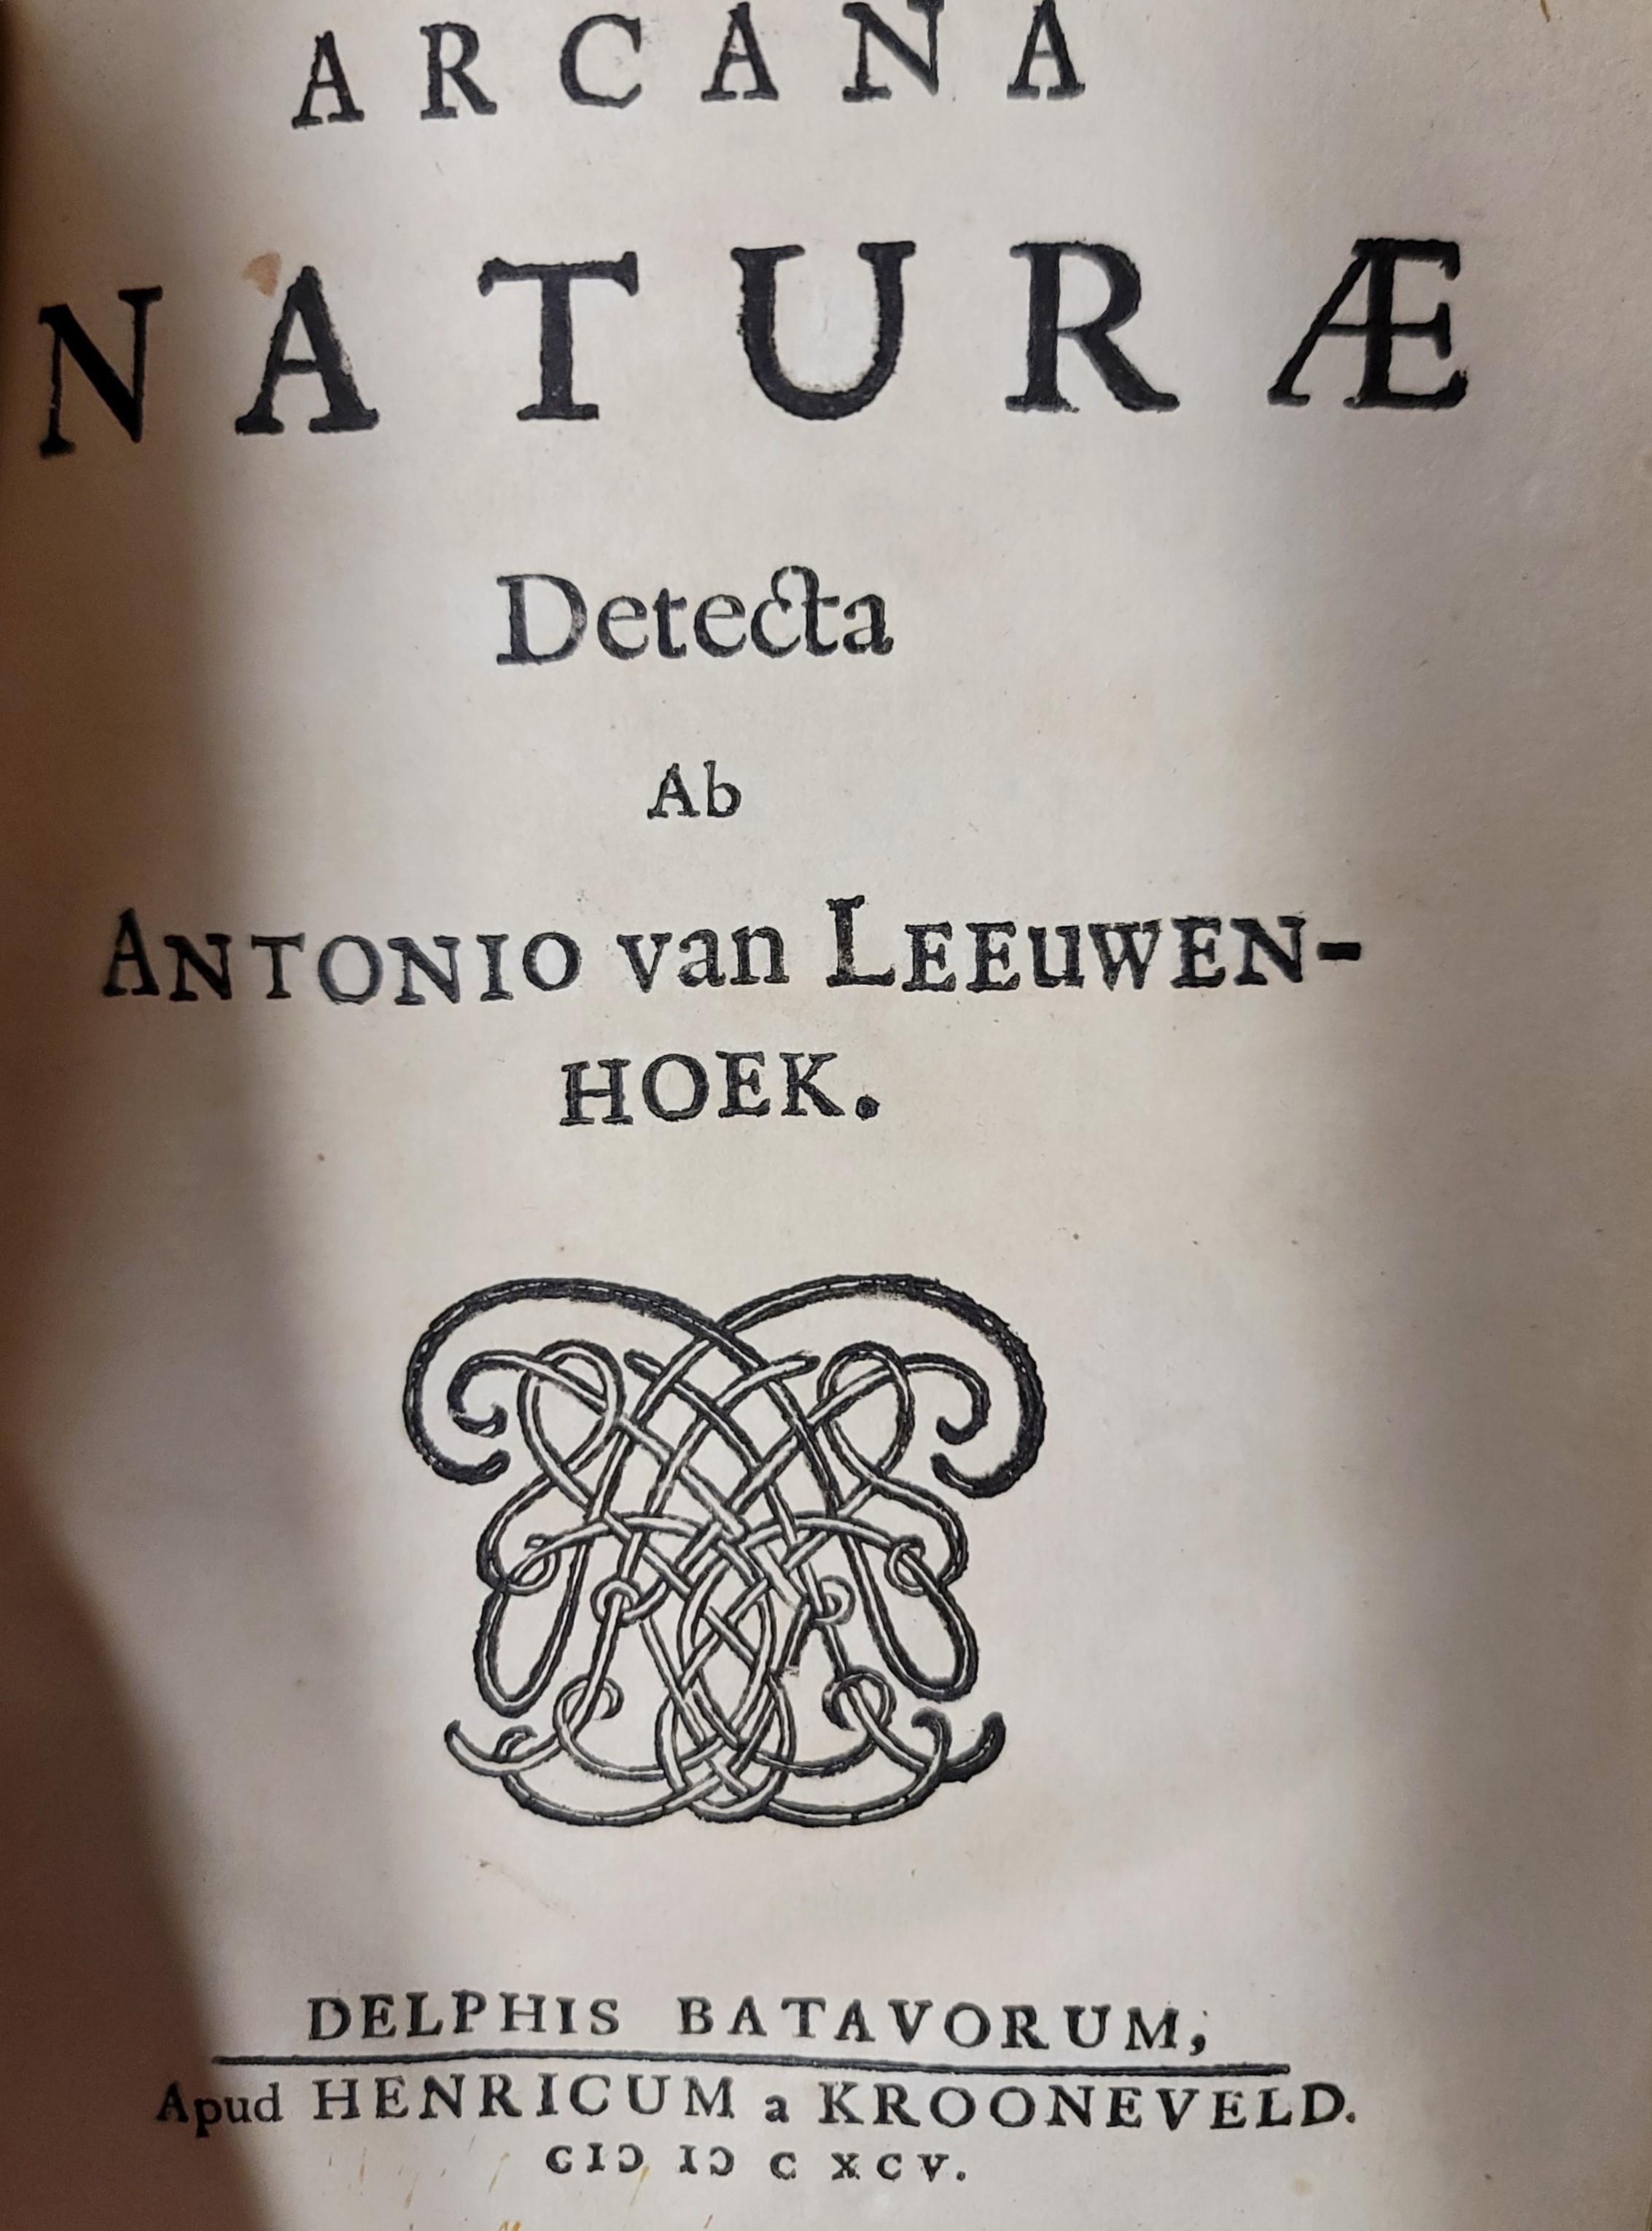 ARCANA
NATURÆ
Detecta
Ab
ANTONIO van LEEUWEN-
HOEK.
DELPHIS BATAVORUM,
Apud HENRICUM a KROONEVELD.
CIↃ IↃ C XCV.